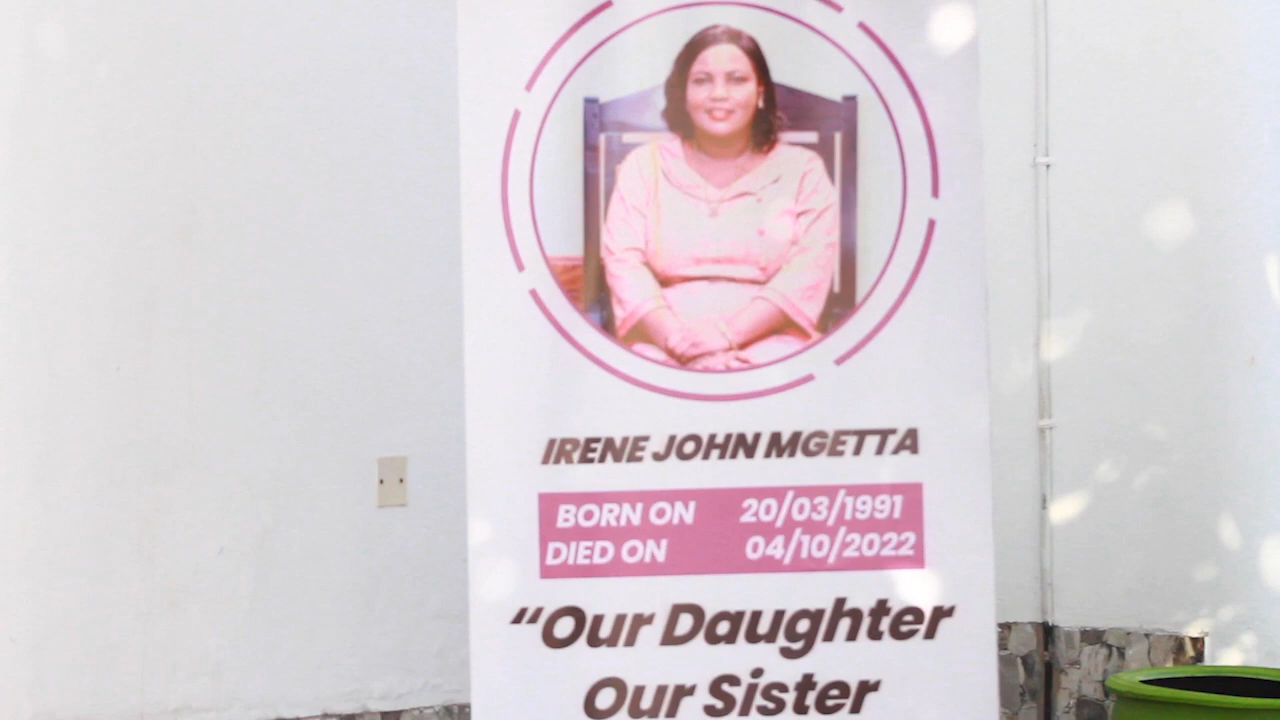 IRENE JOHN MGETTA
BORN ON 20/03/1991
DIED ON 04/10/2022
“Our Daughter
Our Sister